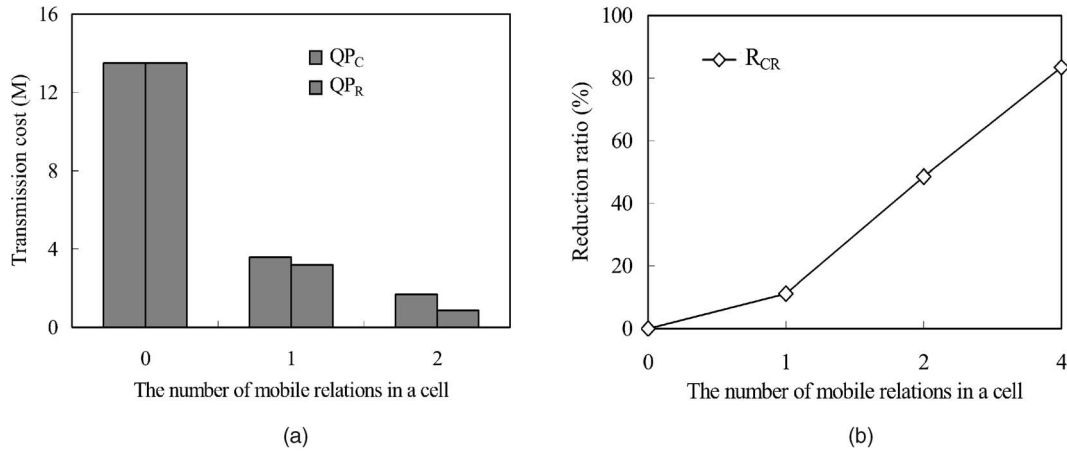 16
12
8
4
0
Transmission cost (M)
QP_C
QP_R
0 1 2
The number of mobile relations in a cell
(a)
100
80
60
40
20
0
Reduction ratio (%)
R_CR
0 1 2 4
The number of mobile relations in a cell
(b)